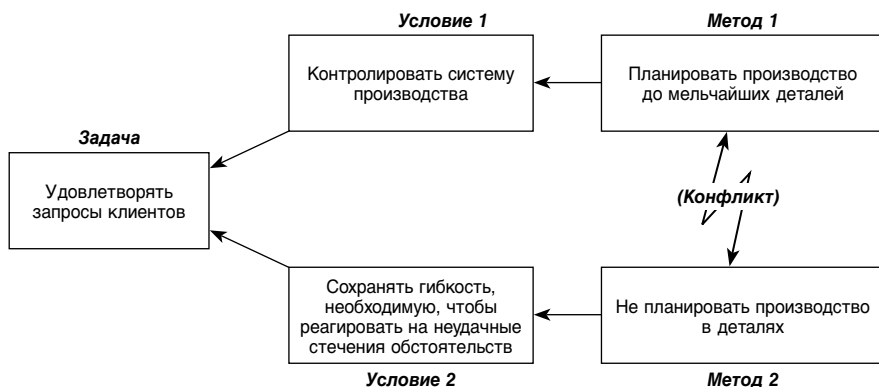 Условие 1
Метод 1
Контролировать систему
производства
Планировать производство
до мельчайших деталей
Задача
Удовлетворять
запросы клиентов
(Конфликт)
Сохранять гибкость,
необходимую, чтобы
реагировать на неудачные
стечения обстоятельств
Не планировать производство
в деталях
Условие 2
Метод 2